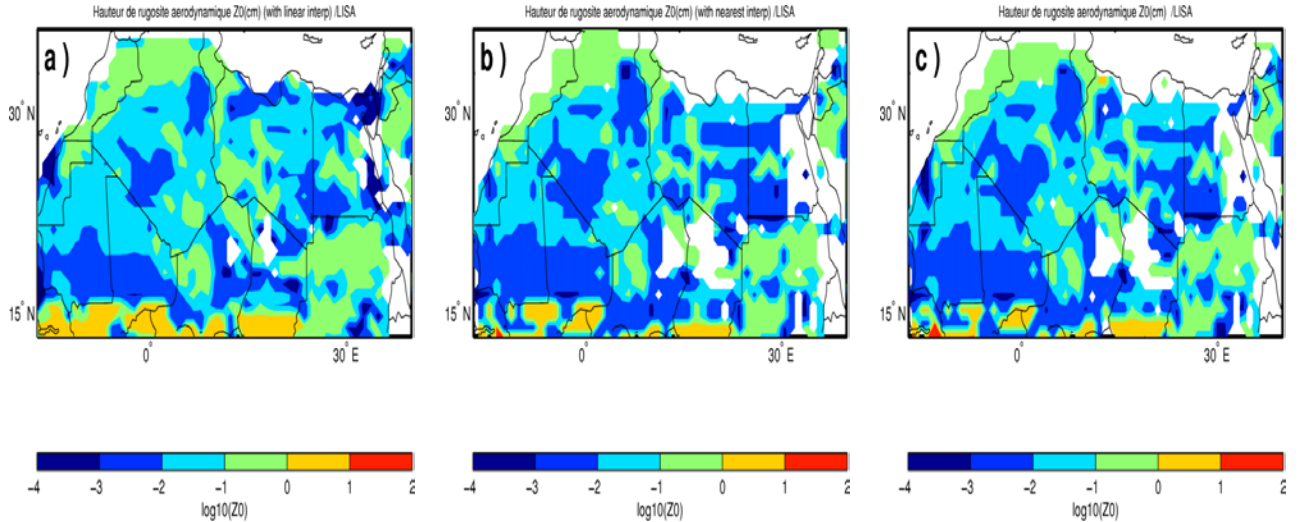 Hauteur de rugosite aerodynamique Z0(cm) (with linear interp) /LISA
a)
30° N
15° N
0°
30° E
-4 -3 -2 -1 0 1 2
log10(Z0)
Hauteur de rugosite aerodynamique Z0(cm) (with nearest interp) /LISA
b)
30° N
15° N
0°
30° E
-4 -3 -2 -1 0 1 2
log10(Z0)
Hauteur de rugosite aerodynamique Z0(cm) /LISA
c)
30° N
15° N
0°
30° E
-4 -3 -2 -1 0 1 2
log10(Z0)